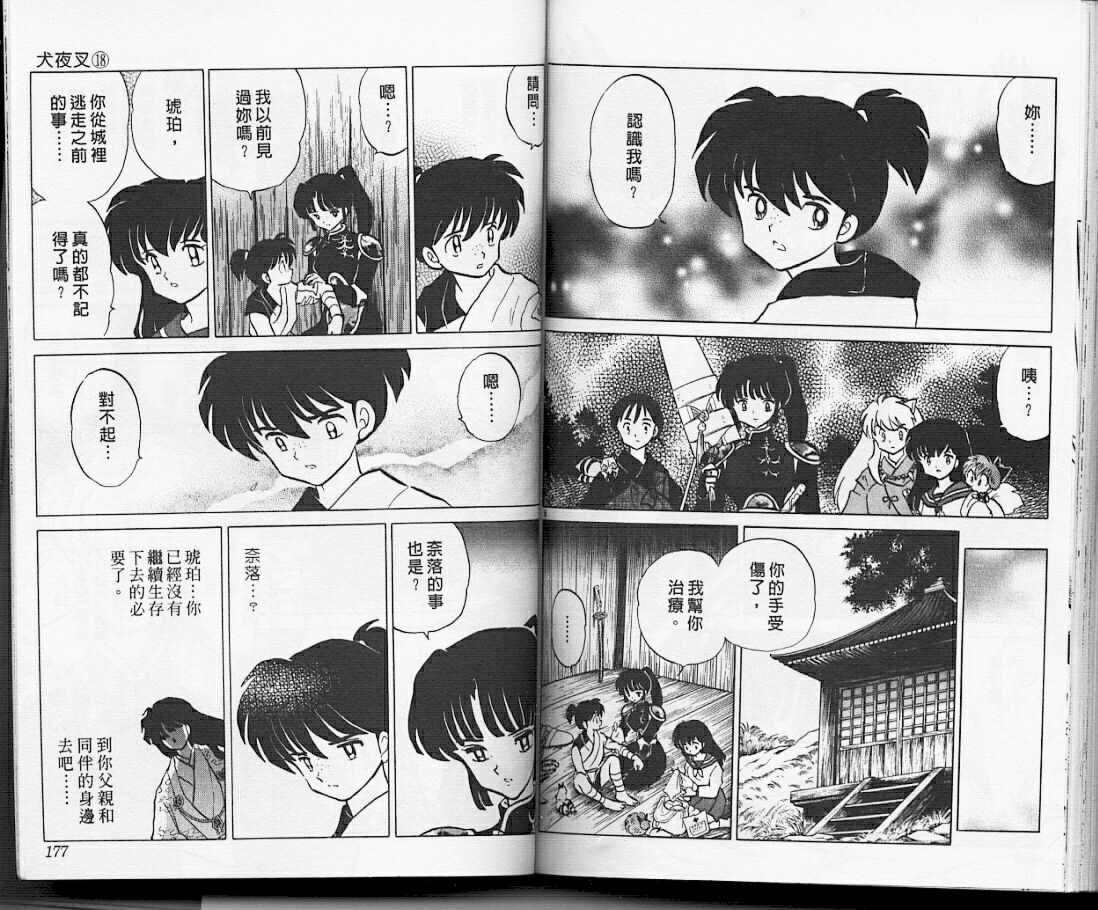 妳……
認識我嗎？
咦…？
你的手受
傷了，
我幫你
治療。
……
犬夜叉⑱
請問…
嗯…？
我以前見
過妳嗎？
琥珀，
你從城裡
逃走之前
的事……
真的都不記
得了嗎？
嗯……
對不起…
奈落的事
也是？
奈落…？
琥珀…你
已經沒有
繼續生存
下去的必
要了。
到你父親和
同伴的身邊
去吧……
177